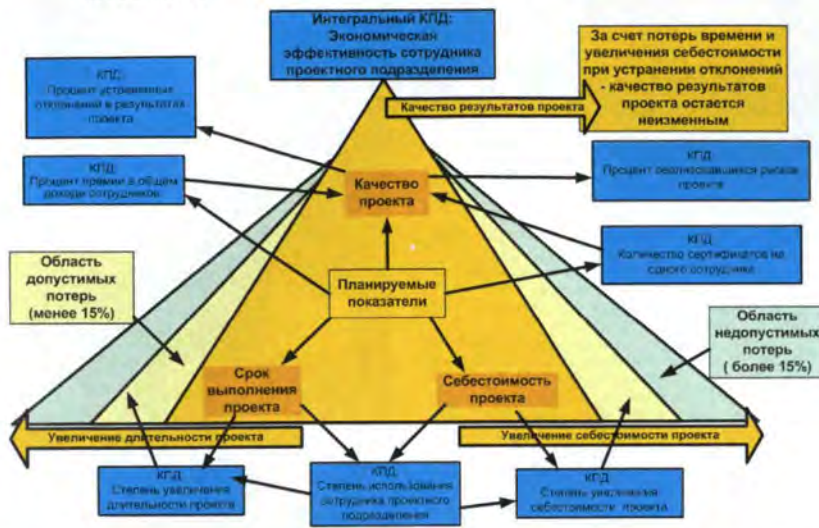 Интегральный КПД:
Экономическая
эффективность сотрудника
проектного подразделения
За счет потерь времени и
увеличения себестоимости
при устранении отклонений
- качество результатов
проекта остается
неизменным
Качество результатов проекта
КПД:
Процент устраненных
отклонений в результатах
проекта
КПД:
Процент премии в общем
доходе сотрудников
КПД:
Процент реализовавшихся рисков
проекта
Качество
проекта
КПД:
Количество сертификатов на
одного сотрудника
Область
допустимых
потерь
(менее 15%)
Планируемые
показатели
Область
недопустимых
потерь
( более 15%)
Срок
выполнения
проекта
Себестоимость
проекта
Увеличение длительности проекта
Увеличение себестоимости проекта
КПД:
Степень увеличения
длительности проекта
КПД:
Степень использования
сотрудника проектного
подразделения
КПД:
Степень увеличения
себестоимости проекта